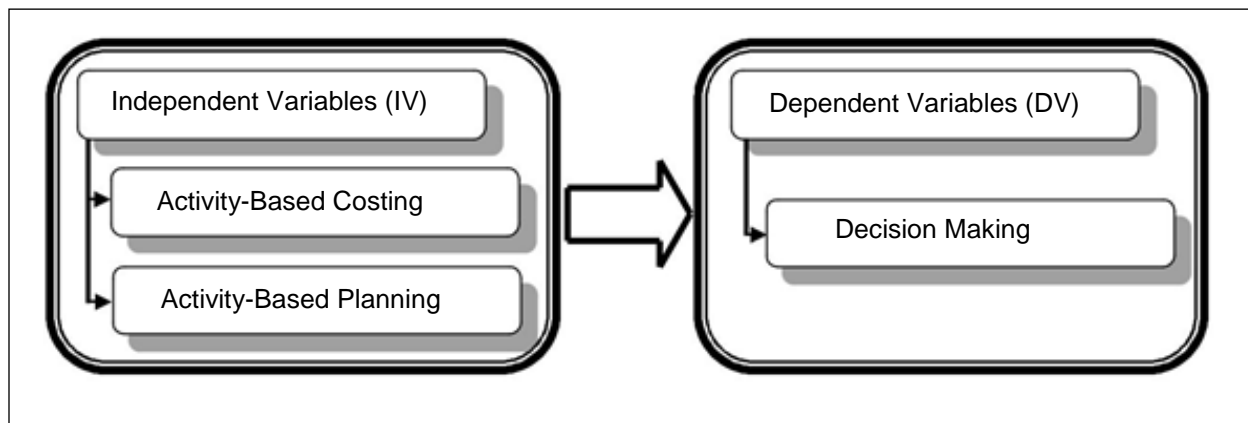 Independent Variables (IV)
Activity-Based Costing
Activity-Based Planning
Dependent Variables (DV)
Decision Making